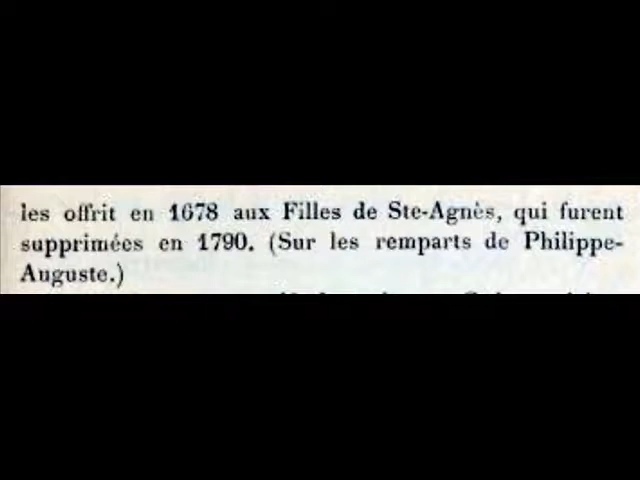 les offrit en 1678 aux Filles de Ste-Agnès, qui furent
supprimées en 1790. (Sur les remparts de Philippe-
Auguste.)